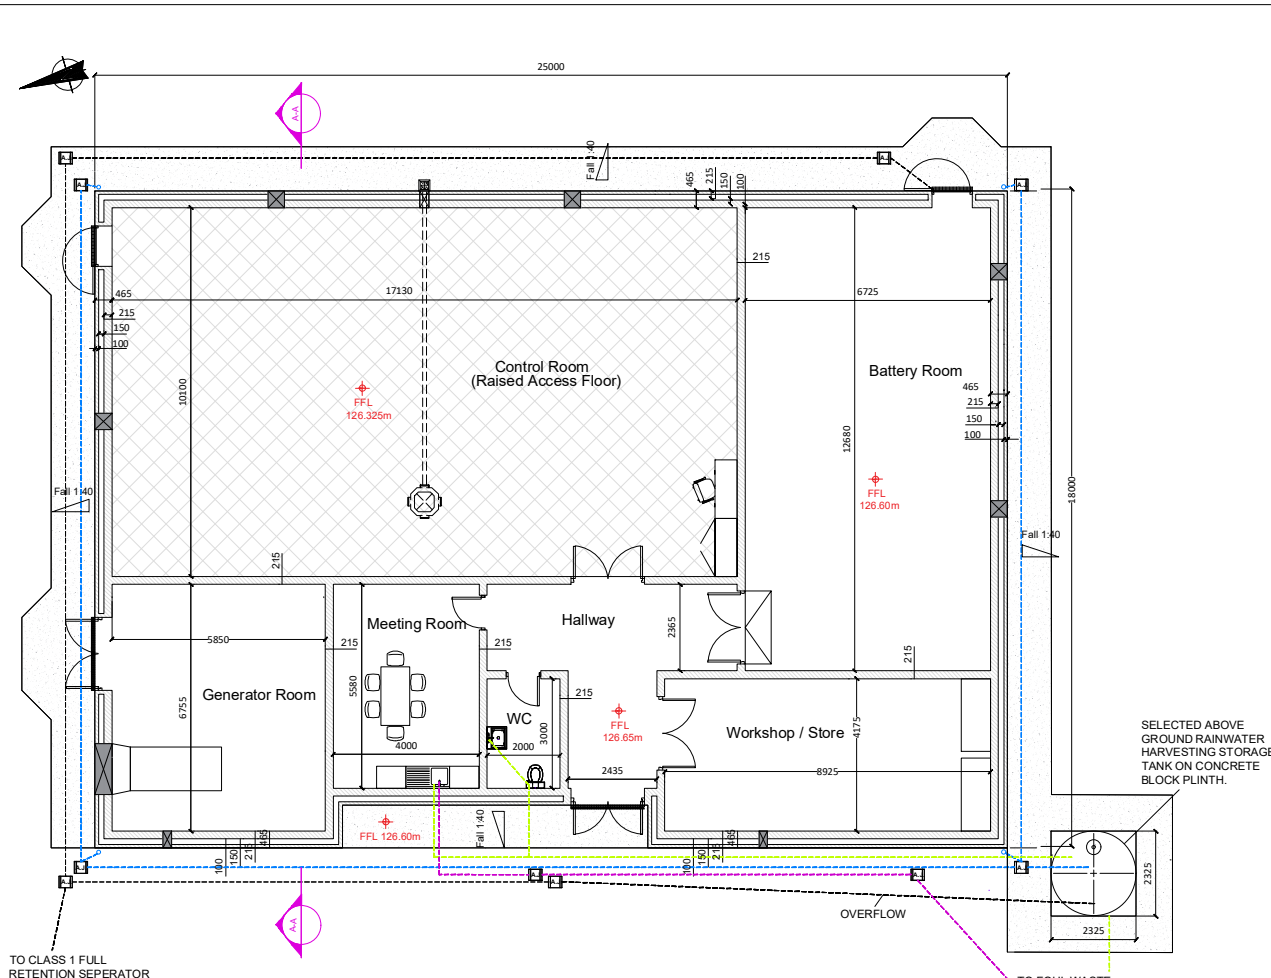 25000
A-A
Fall 1:40
465
215
150
100
215
465
215
150
100
17130
6725
10100
Control Room
(Raised Access Floor)
Battery Room
FFL
126.325m
465
215
150
100
12680
FFL
126.60m
18000
Fall 1:40
Fall 1:40
215
5850
215
Meeting Room
215
Hallway
2365
215
Generator Room
6755
5580
WC
215
FFL
126.65m
3000
2000
4000
Workshop / Store
4175
8925
2435
SELECTED ABOVE
GROUND RAINWATER
HARVESTING STORAGE
TANK ON CONCRETE
BLOCK PLINTH.
FFL 126.60m
Fall 1:40
100
150
215
465
100
150
215
465
2325
2325
A-A
OVERFLOW
TO CLASS 1 FULL
RETENTION SEPERATOR
TO FOUL WASTE